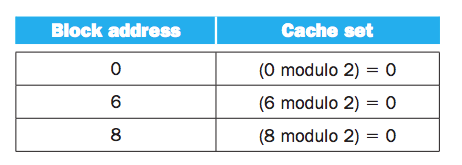 Block address Cache set
0 (0 modulo 2) = 0
6 (6 modulo 2) = 0
8 (8 modulo 2) = 0